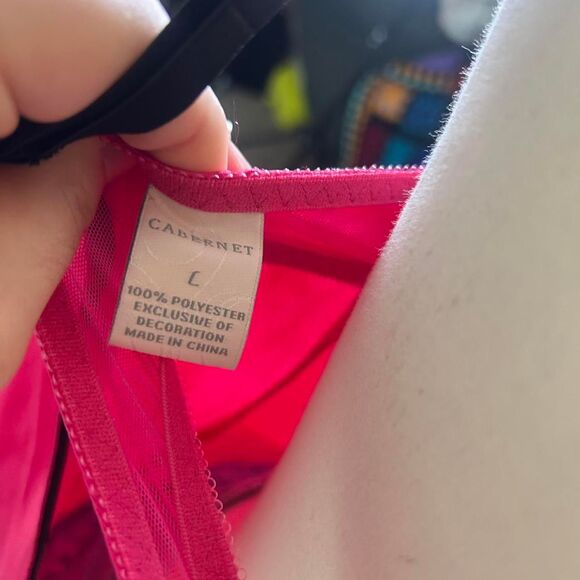 CABERNET
L
100% POLYESTER
EXCLUSIVE OF
DECORATION
MADE IN CHINA